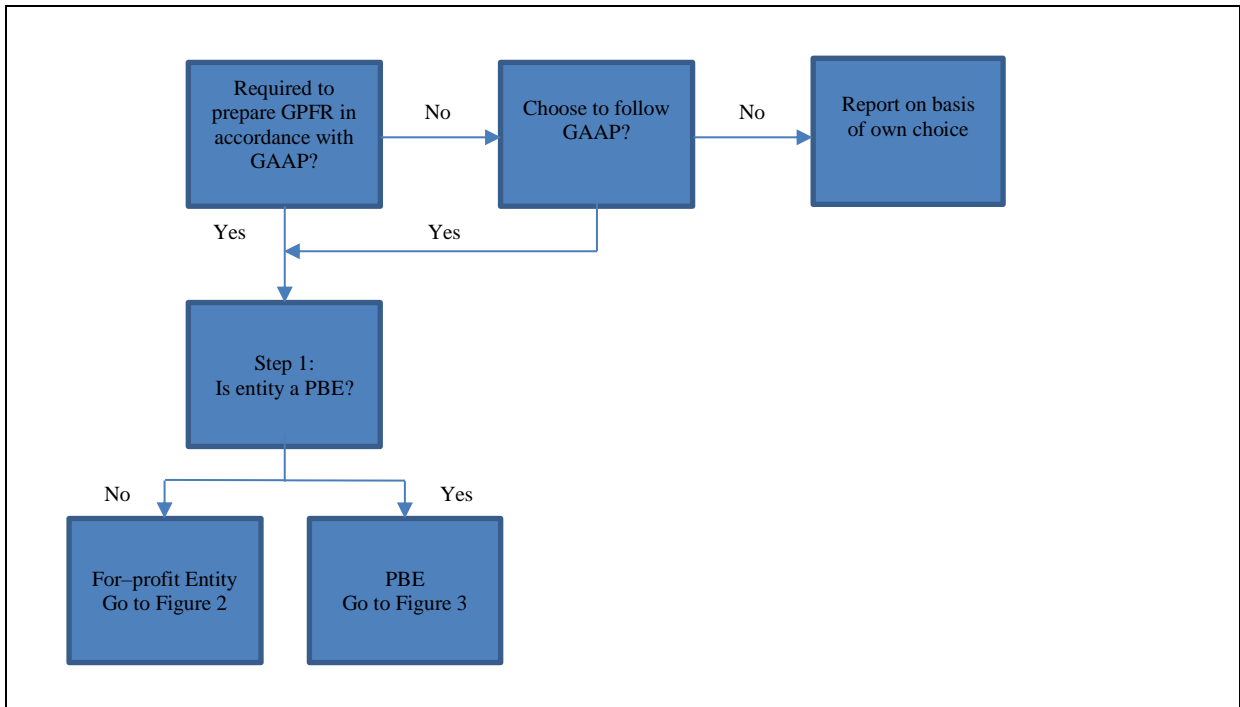 Required to
prepare GPFR in
accordance with
GAAP?
No
Choose to follow
GAAP?
No
Report on basis
of own choice
Yes
Yes
Step 1:
Is entity a PBE?
No
Yes
For–profit Entity
Go to Figure 2
PBE
Go to Figure 3